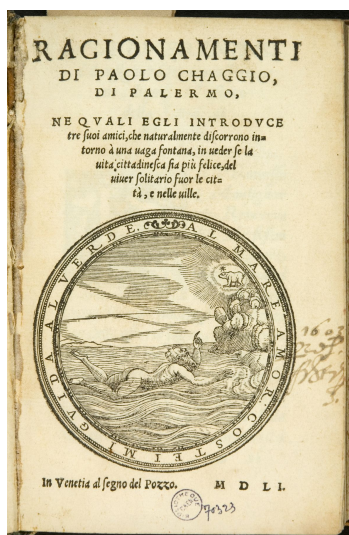 RAGIONAMENTI
DI PAOLO CHAGGIO,
DI PALERMO,
NE QVALI EGLI INTRODVCE
tre suoi amici, che naturalmente discorrono in=
torno à una uaga fontana, in ueder se la
uita cittadinesca sia più felice, del
uiuer solitario fuor le cit=
tà, e nelle uille.
AL MARE AMOR COSTEI MI GVIDA AL VERDE.
1603
In Venetia al segno del Pozzo. M D L I.
70323